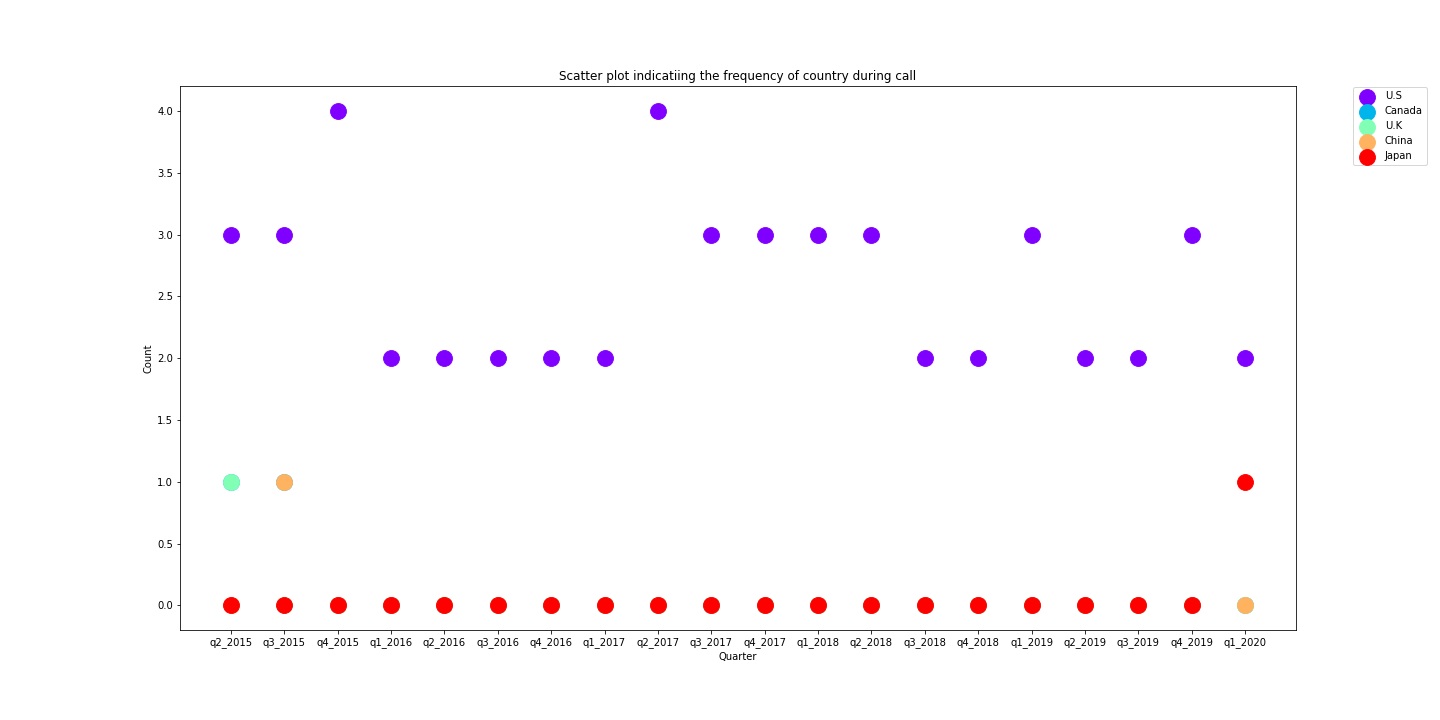 Scatter plot indicatiing the frequency of country during call
U.S
Canada
U.K
China
Japan
4.0
3.5
3.0
2.5
2.0
1.5
1.0
0.5
0.0
Count
q2_2015 q3_2015 q4_2015 q1_2016 q2_2016 q3_2016 q4_2016 q1_2017 q2_2017 q3_2017 q4_2017 q1_2018 q2_2018 q3_2018 q4_2018 q1_2019 q2_2019 q3_2019 q4_2019 q1_2020
Quarter